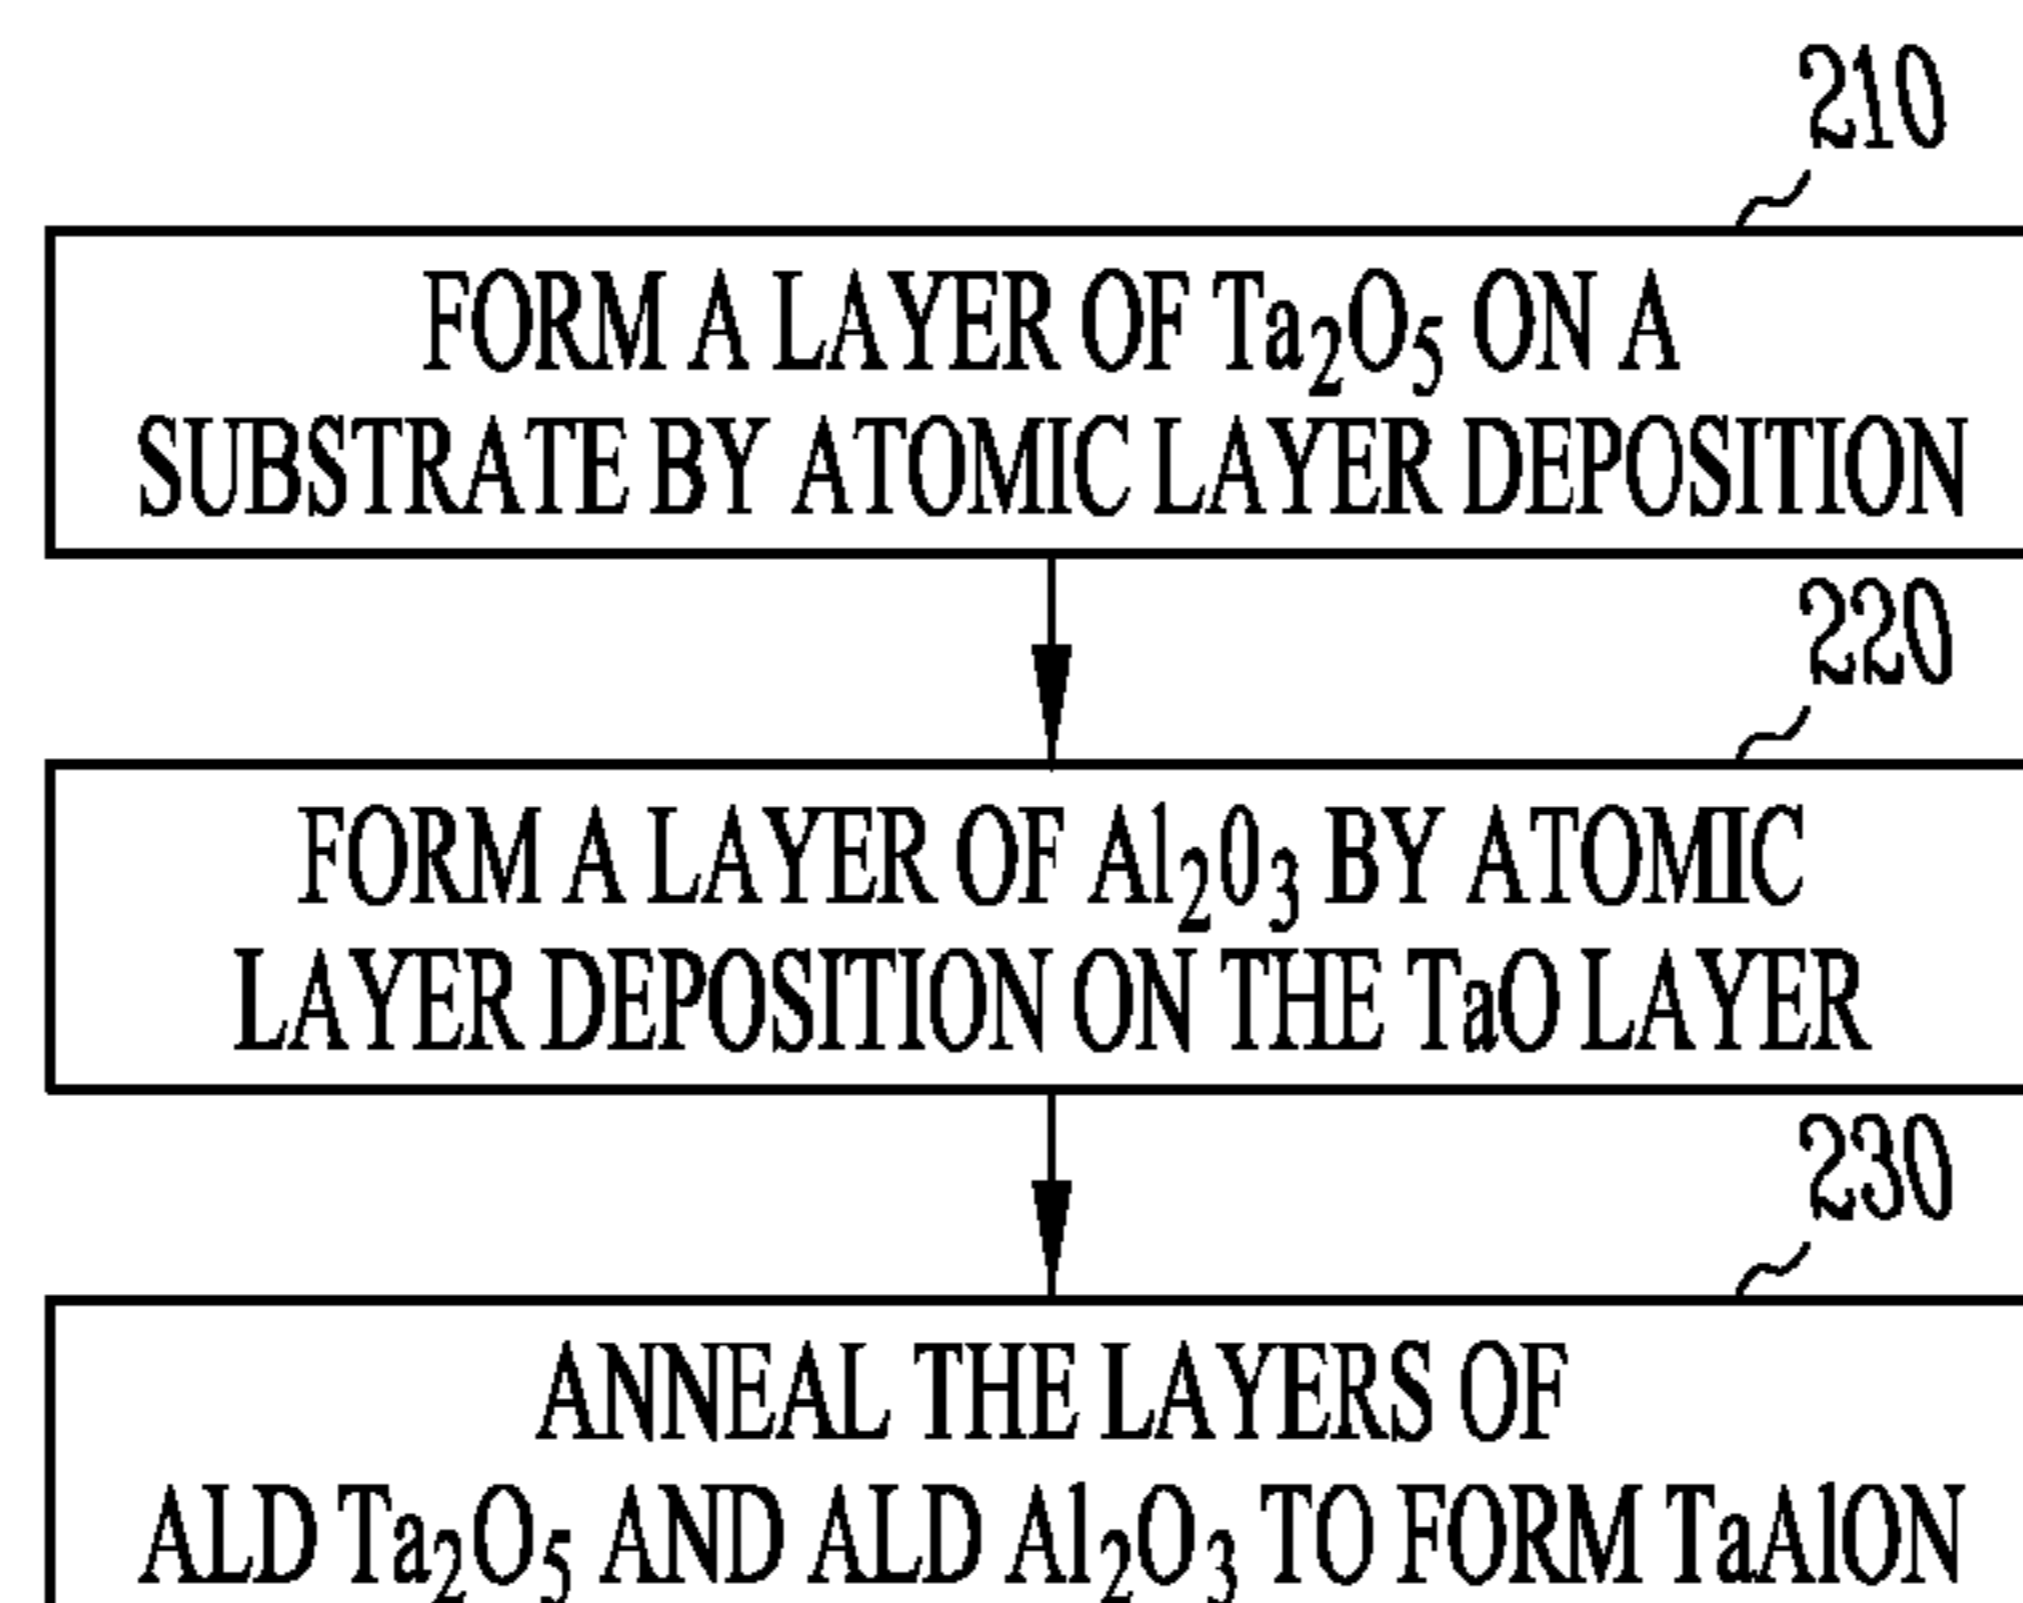 210
FORM A LAYER OF Ta₂O₅ ON A
SUBSTRATE BY ATOMIC LAYER DEPOSITION
220
FORM A LAYER OF Al₂0₃ BY ATOMIC
LAYER DEPOSITION ON THE TaO LAYER
230
ANNEAL THE LAYERS OF
ALD Ta₂O₅ AND ALD Al₂O₃ TO FORM TaAlON